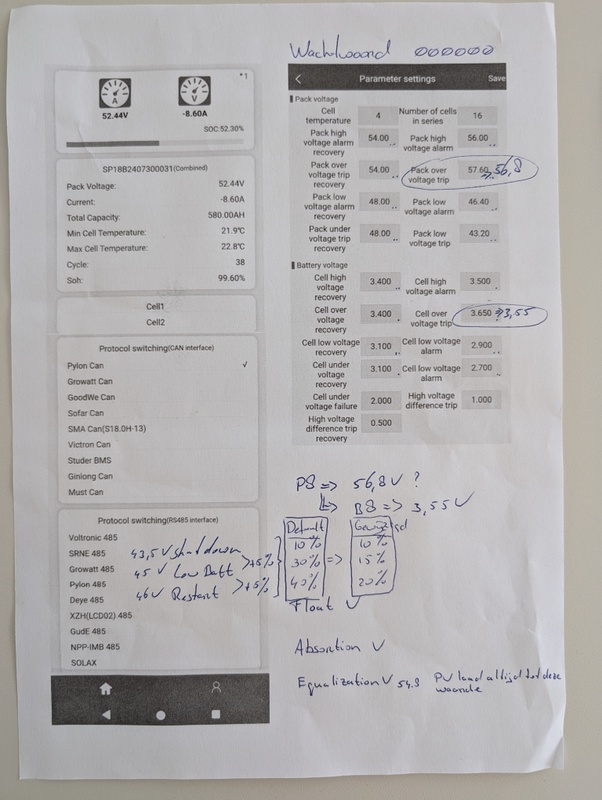 Wachtwoord 000000
*1
52.44V
-8.60A
SOC:52.30%
SP18B2407300031(Combined)
Pack Voltage: 52.44V
Current: -8.60A
Total Capacity: 580.00AH
Min Cell Temperature: 21.9℃
Max Cell Temperature: 22.8℃
Cycle: 38
Soh: 99.60%
Cell1
Cell2
Protocol switching(CAN interface)
Pylon Can ✓
Growatt Can
GoodWe Can
Sofar Can
SMA Can(S18.0H-13)
Victron Can
Studer BMS
Ginlong Can
Must Can
Protocol switching(RS485 interface)
Voltronic 485
SRNE 485
Growatt 485
Pylon 485
Deye 485
XZH(LCD02) 485
GudE 485
NPP-IMB 485
SOLAX
Parameter settings Save
Pack voltage
Cell temperature 4 Number of cells in series 16
Pack high voltage alarm recovery 54.00 Pack high voltage alarm 56.00
Pack over voltage trip recovery 54.00 Pack over voltage trip 57.60 => 56,8
Pack low voltage alarm recovery 48.00 Pack low voltage alarm 46.40
Pack under voltage trip recovery 48.00 Pack low voltage trip 43.20
Battery voltage
Cell high voltage recovery 3.400 Cell high voltage alarm 3.500
Cell over voltage recovery 3.400 Cell over voltage trip 3.650 => 3,55
Cell low voltage recovery 3.100 Cell low voltage alarm 2.900
Cell under voltage recovery 3.100 Cell low voltage alarm 2.700
Cell under voltage failure 2.000 High voltage difference trip 1.000
High voltage difference trip recovery 0.500
P8 => 56,8V ?
B8 => 3,55V
Default
10%
30% =>
40%
10%
15%
20%
43,5V shutdown
45V Low Batt >+5%
46V Restart >+5%
Float V
Absorption V
Equalization V 54.8 PV laad altijd tot deze
waarde